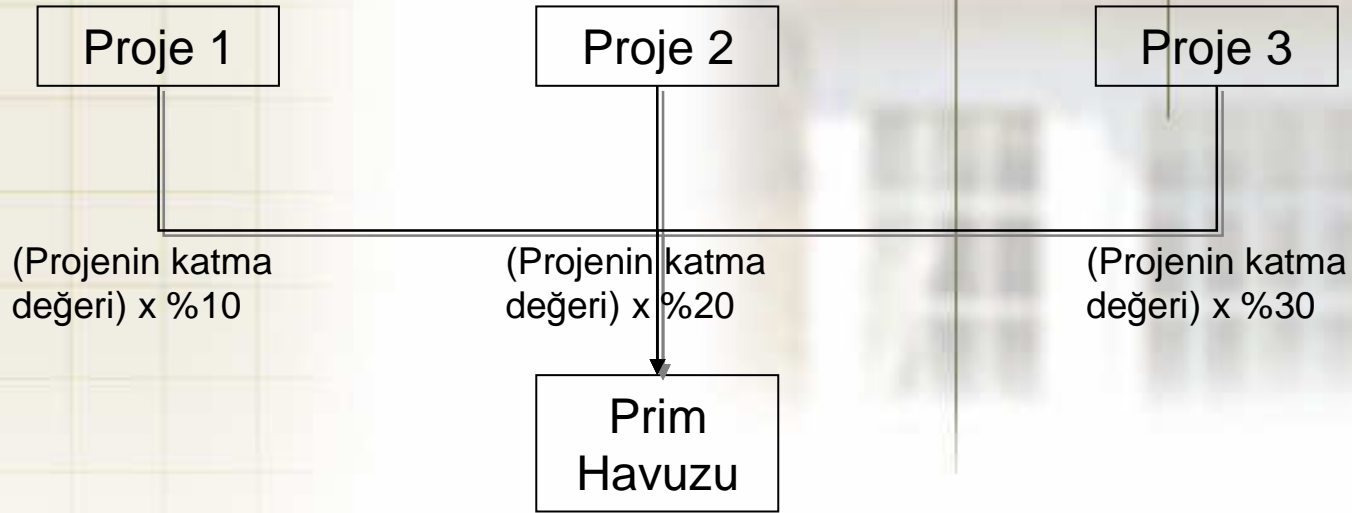 Proje 1
Proje 2
Proje 3
(Projenin katma
değeri) x %10
(Projenin katma
değeri) x %20
(Projenin katma
değeri) x %30
Prim
Havuzu